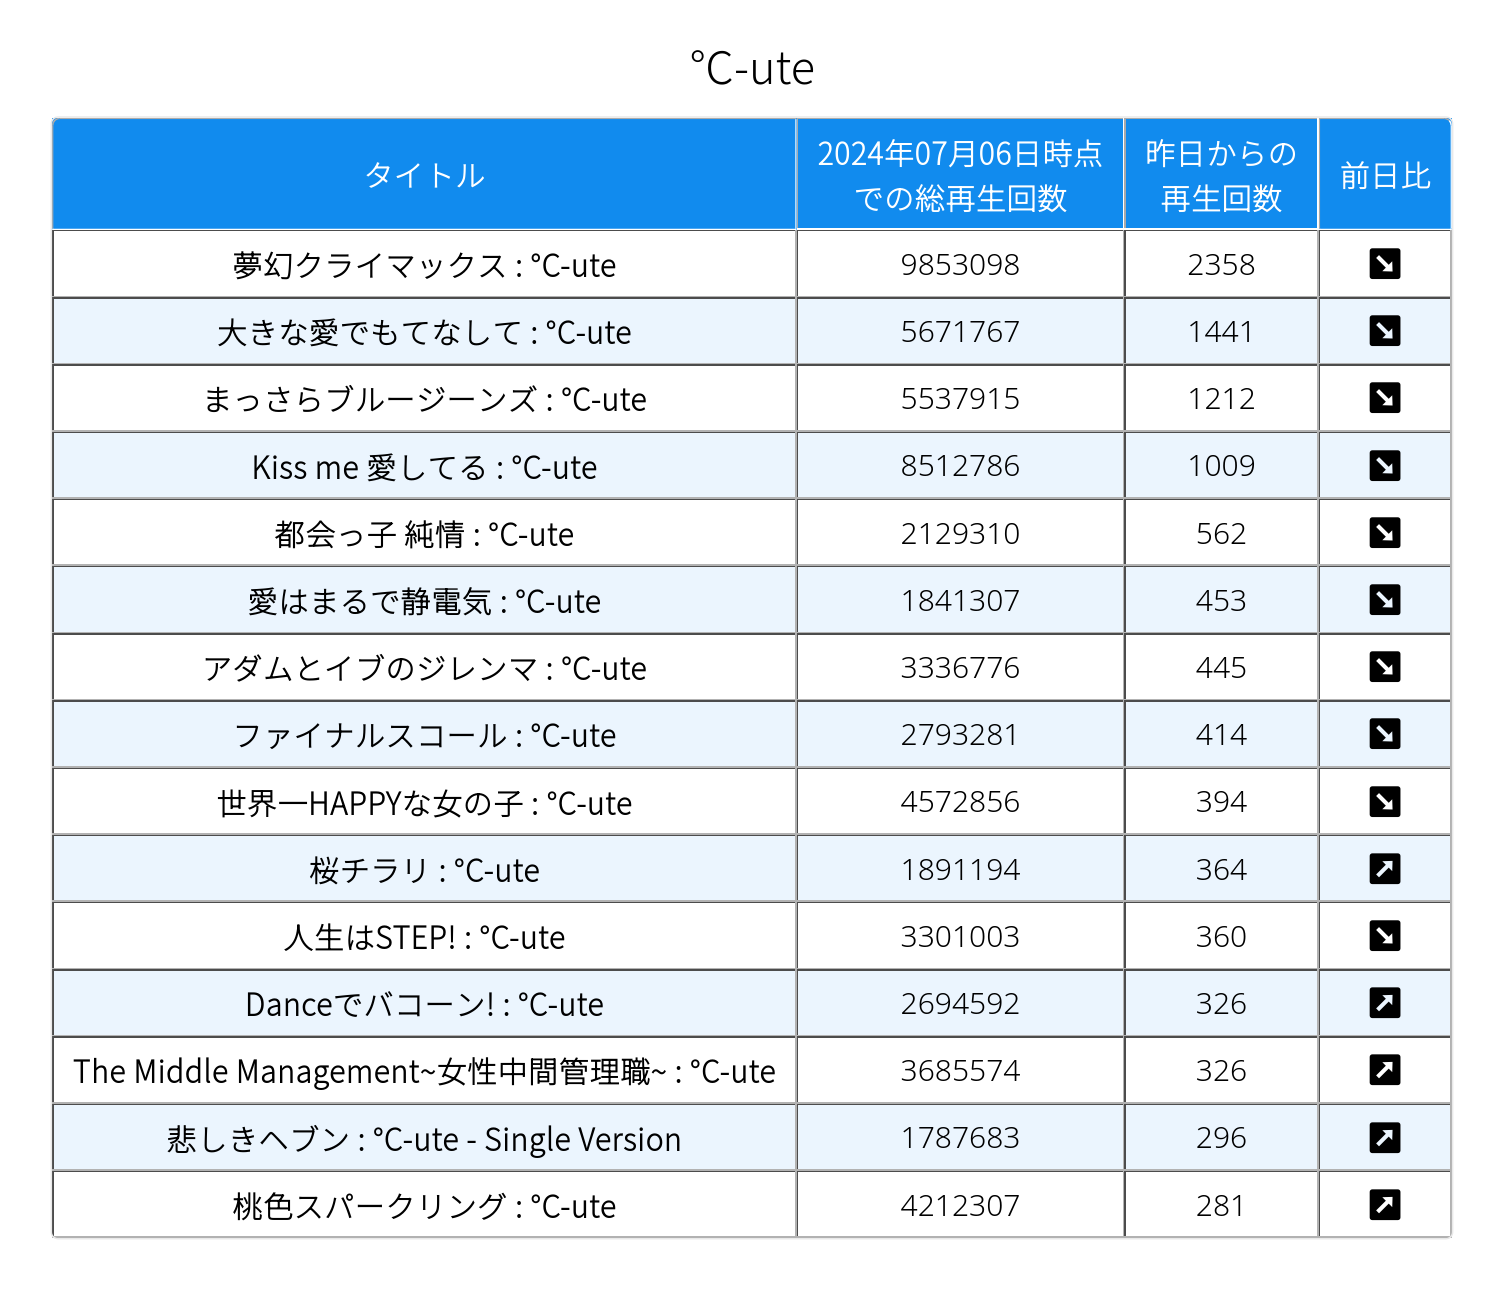 ℃-ute
タイトル 2024年07月06日時点 昨日からの 前日比
での総再生回数 再生回数
夢幻クライマックス : ℃-ute 9853098 2358 ↘
大きな愛でもてなして : ℃-ute 5671767 1441 ↘
まっさらブルージーンズ : ℃-ute 5537915 1212 ↘
Kiss me 愛してる : ℃-ute 8512786 1009 ↘
都会っ子 純情 : ℃-ute 2129310 562 ↘
愛はまるで静電気 : ℃-ute 1841307 453 ↘
アダムとイブのジレンマ : ℃-ute 3336776 445 ↘
ファイナルスコール : ℃-ute 2793281 414 ↘
世界一HAPPYな女の子 : ℃-ute 4572856 394 ↘
桜チラリ : ℃-ute 1891194 364 ↗
人生はSTEP! : ℃-ute 3301003 360 ↘
Danceでバコーン! : ℃-ute 2694592 326 ↗
The Middle Management~女性中間管理職~ : ℃-ute 3685574 326 ↗
悲しきヘブン : ℃-ute - Single Version 1787683 296 ↗
桃色スパークリング : ℃-ute 4212307 281 ↗